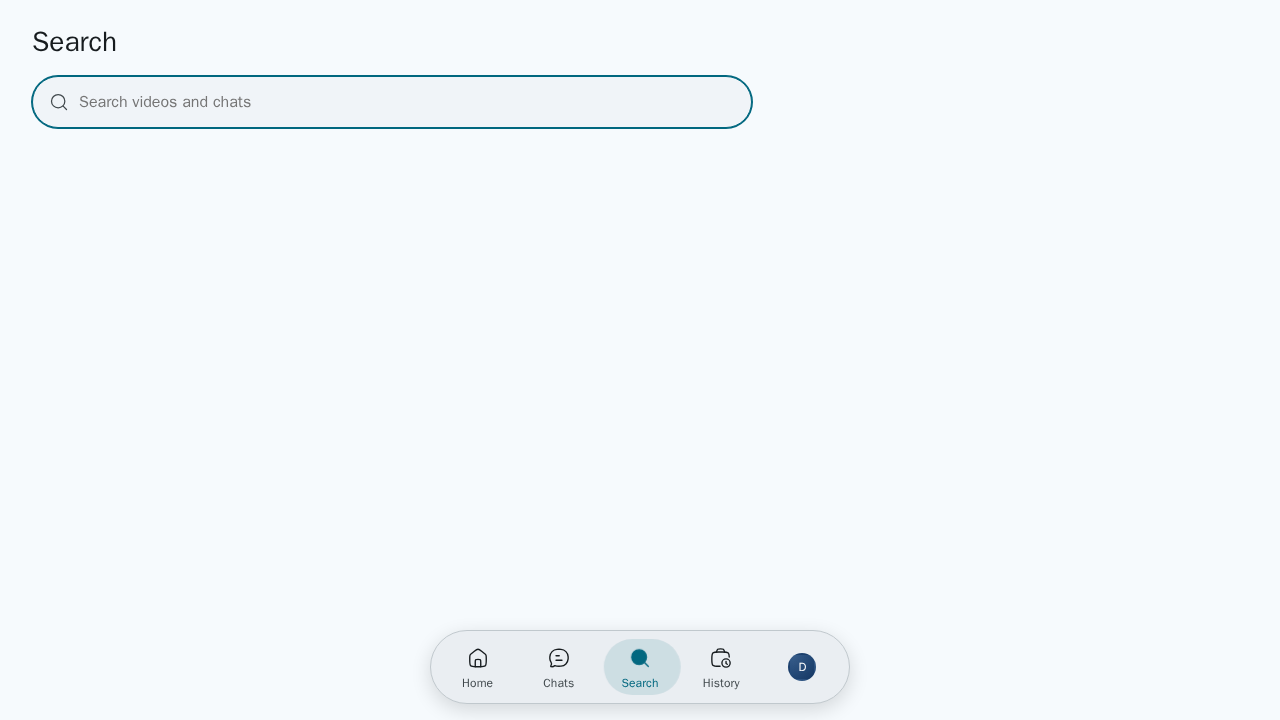 Search
Search videos and chats
Home
Chats
Search
History
D